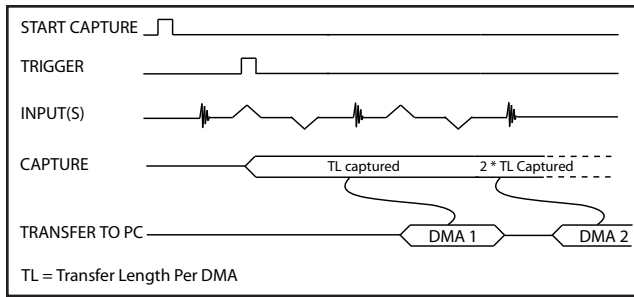 START CAPTURE
TRIGGER
INPUT(S)
CAPTURE
TL captured
2 * TL Captured
TRANSFER TO PC
DMA 1
DMA 2
TL = Transfer Length Per DMA